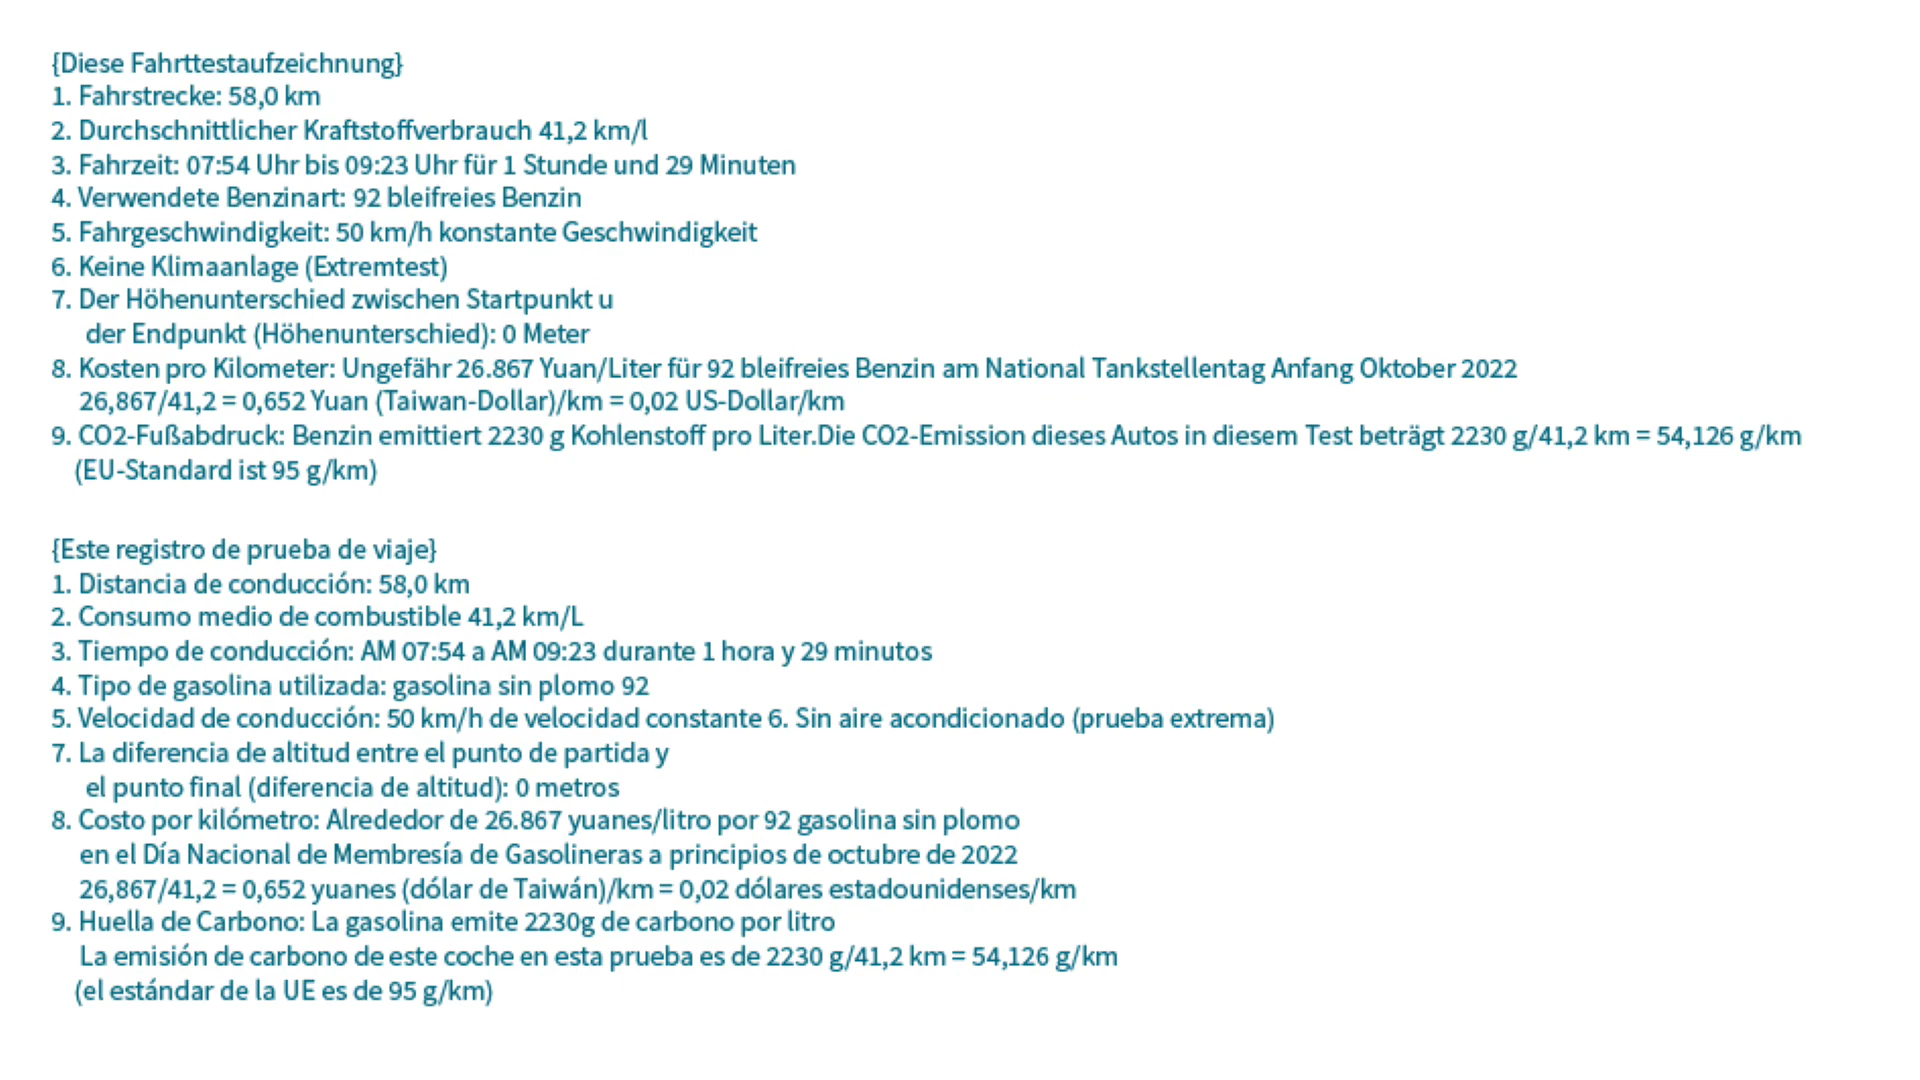 {Diese Fahrttestaufzeichnung}
1. Fahrstrecke: 58,0 km
2. Durchschnittlicher Kraftstoffverbrauch 41,2 km/l
3. Fahrzeit: 07:54 Uhr bis 09:23 Uhr für 1 Stunde und 29 Minuten
4. Verwendete Benzinart: 92 bleifreies Benzin
5. Fahrgeschwindigkeit: 50 km/h konstante Geschwindigkeit
6. Keine Klimaanlage (Extremtest)
7. Der Höhenunterschied zwischen Startpunkt u
der Endpunkt (Höhenunterschied): 0 Meter
8. Kosten pro Kilometer: Ungefähr 26.867 Yuan/Liter für 92 bleifreies Benzin am National Tankstellentag Anfang Oktober 2022
26,867/41,2 = 0,652 Yuan (Taiwan-Dollar)/km = 0,02 US-Dollar/km
9. CO2-Fußabdruck: Benzin emittiert 2230 g Kohlenstoff pro Liter.Die CO2-Emission dieses Autos in diesem Test beträgt 2230 g/41,2 km = 54,126 g/km
(EU-Standard ist 95 g/km)
{Este registro de prueba de viaje}
1. Distancia de conducción: 58,0 km
2. Consumo medio de combustible 41,2 km/L
3. Tiempo de conducción: AM 07:54 a AM 09:23 durante 1 hora y 29 minutos
4. Tipo de gasolina utilizada: gasolina sin plomo 92
5. Velocidad de conducción: 50 km/h de velocidad constante 6. Sin aire acondicionado (prueba extrema)
7. La diferencia de altitud entre el punto de partida y
el punto final (diferencia de altitud): 0 metros
8. Costo por kilómetro: Alrededor de 26.867 yuanes/litro por 92 gasolina sin plomo
en el Día Nacional de Membresía de Gasolineras a principios de octubre de 2022
26,867/41,2 = 0,652 yuanes (dólar de Taiwán)/km = 0,02 dólares estadounidenses/km
9. Huella de Carbono: La gasolina emite 2230g de carbono por litro
La emisión de carbono de este coche en esta prueba es de 2230 g/41,2 km = 54,126 g/km
(el estándar de la UE es de 95 g/km)